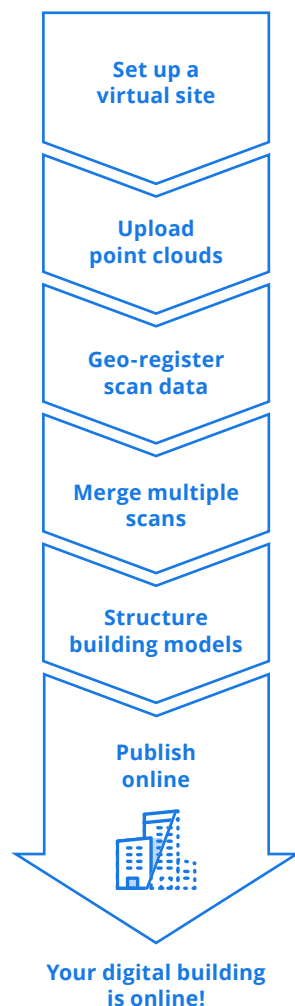 Set up a
virtual site
Upload
point clouds
Geo-register
scan data
Merge multiple
scans
Structure
building models
Publish
online
Your digital building
is online!